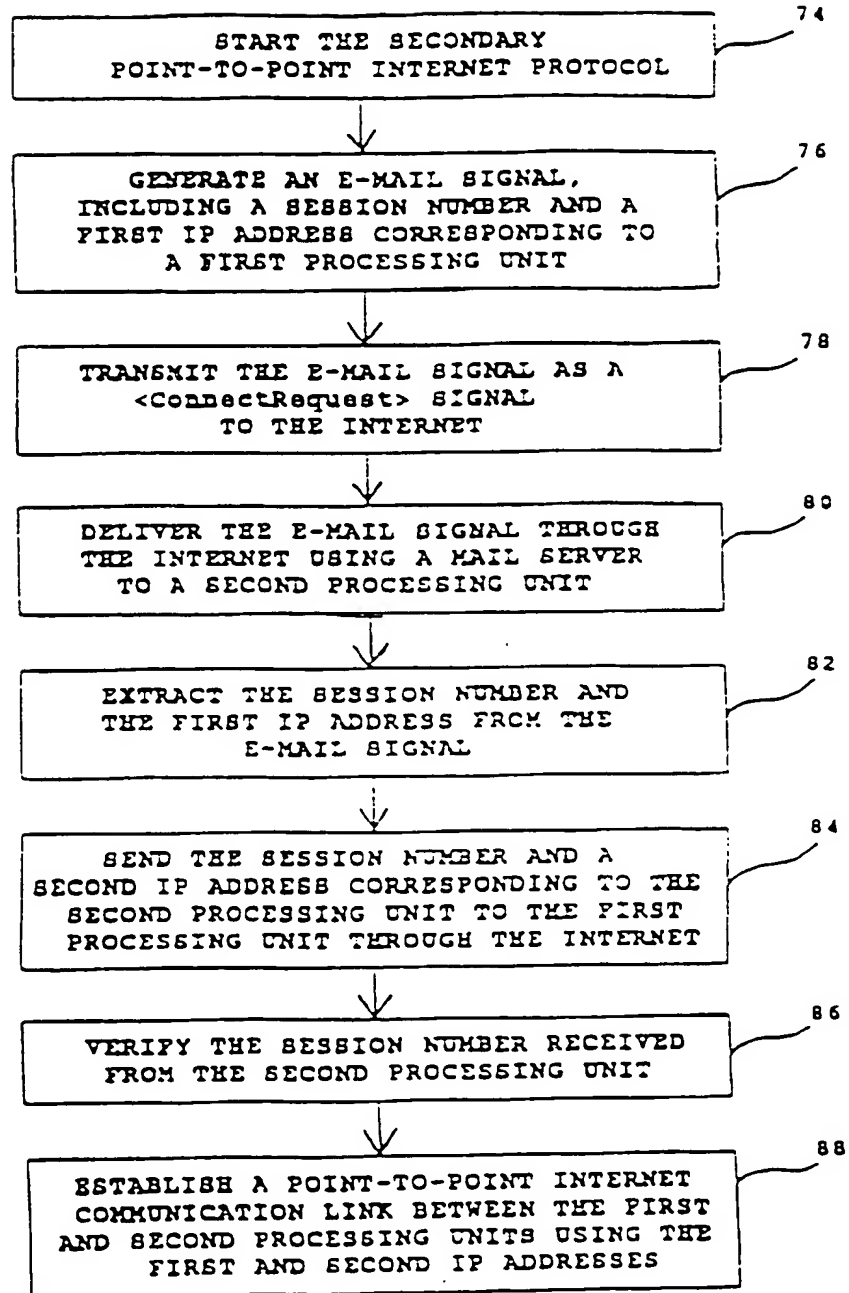 74
START THE SECONDARY
POINT-TO-POINT INTERNET PROTOCOL
76
GENERATE AN E-MAIL SIGNAL,
INCLUDING A SESSION NUMBER AND A
FIRST IP ADDRESS CORRESPONDING TO
A FIRST PROCESSING UNIT
78
TRANSMIT THE E-MAIL SIGNAL AS A
<ConnectRequest> SIGNAL
TO THE INTERNET
80
DELIVER THE E-MAIL SIGNAL THROUGH
THE INTERNET USING A MAIL SERVER
TO A SECOND PROCESSING UNIT
82
EXTRACT THE SESSION NUMBER AND
THE FIRST IP ADDRESS FROM THE
E-MAIL SIGNAL
84
SEND THE SESSION NUMBER AND A
SECOND IP ADDRESS CORRESPONDING TO THE
SECOND PROCESSING UNIT TO THE FIRST
PROCESSING UNIT THROUGH THE INTERNET
86
VERIFY THE SESSION NUMBER RECEIVED
FROM THE SECOND PROCESSING UNIT
88
ESTABLISH A POINT-TO-POINT INTERNET
COMMUNICATION LINK BETWEEN THE FIRST
AND SECOND PROCESSING UNITS USING THE
FIRST AND SECOND IP ADDRESSES